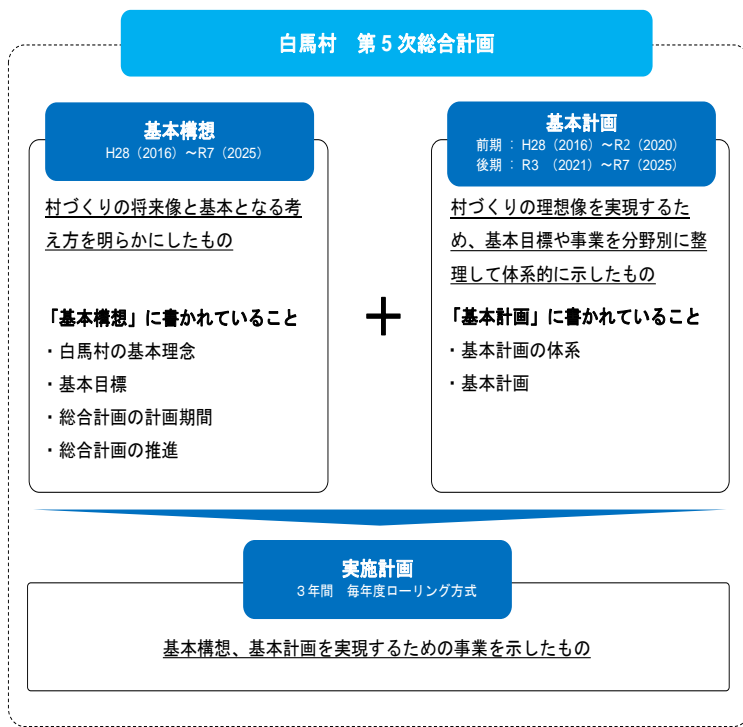 白馬村　第5次総合計画
基本構想
H28（2016）～R7（2025）
村づくりの将来像と基本となる考
え方を明らかにしたもの
「基本構想」に書かれていること
・白馬村の基本理念
・基本目標
・総合計画の計画期間
・総合計画の推進
＋
基本計画
前期：H28（2016）～R2（2020）
後期：R3（2021）～R7（2025）
村づくりの理想像を実現するた
め、基本目標や事業を分野別に整
理して体系的に示したもの
「基本計画」に書かれていること
・基本計画の体系
・基本計画
実施計画
3年間　毎年度ローリング方式
基本構想、基本計画を実現するための事業を示したもの